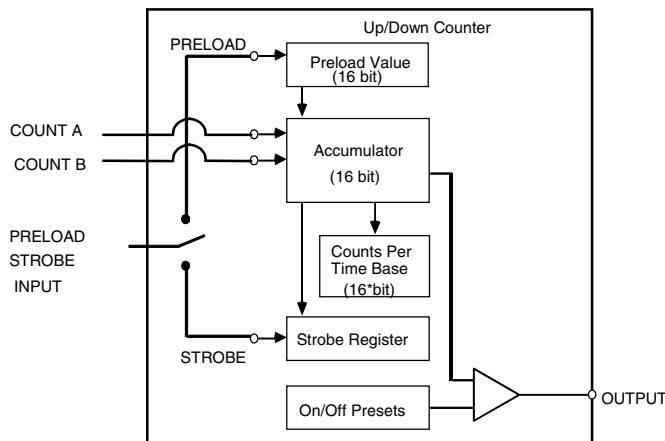 Up/Down Counter
PRELOAD
Preload Value
(16 bit)
COUNT A
COUNT B
Accumulator
(16 bit)
PRELOAD
STROBE
INPUT
Counts Per
Time Base
(16*bit)
Strobe Register
STROBE
On/Off Presets
OUTPUT